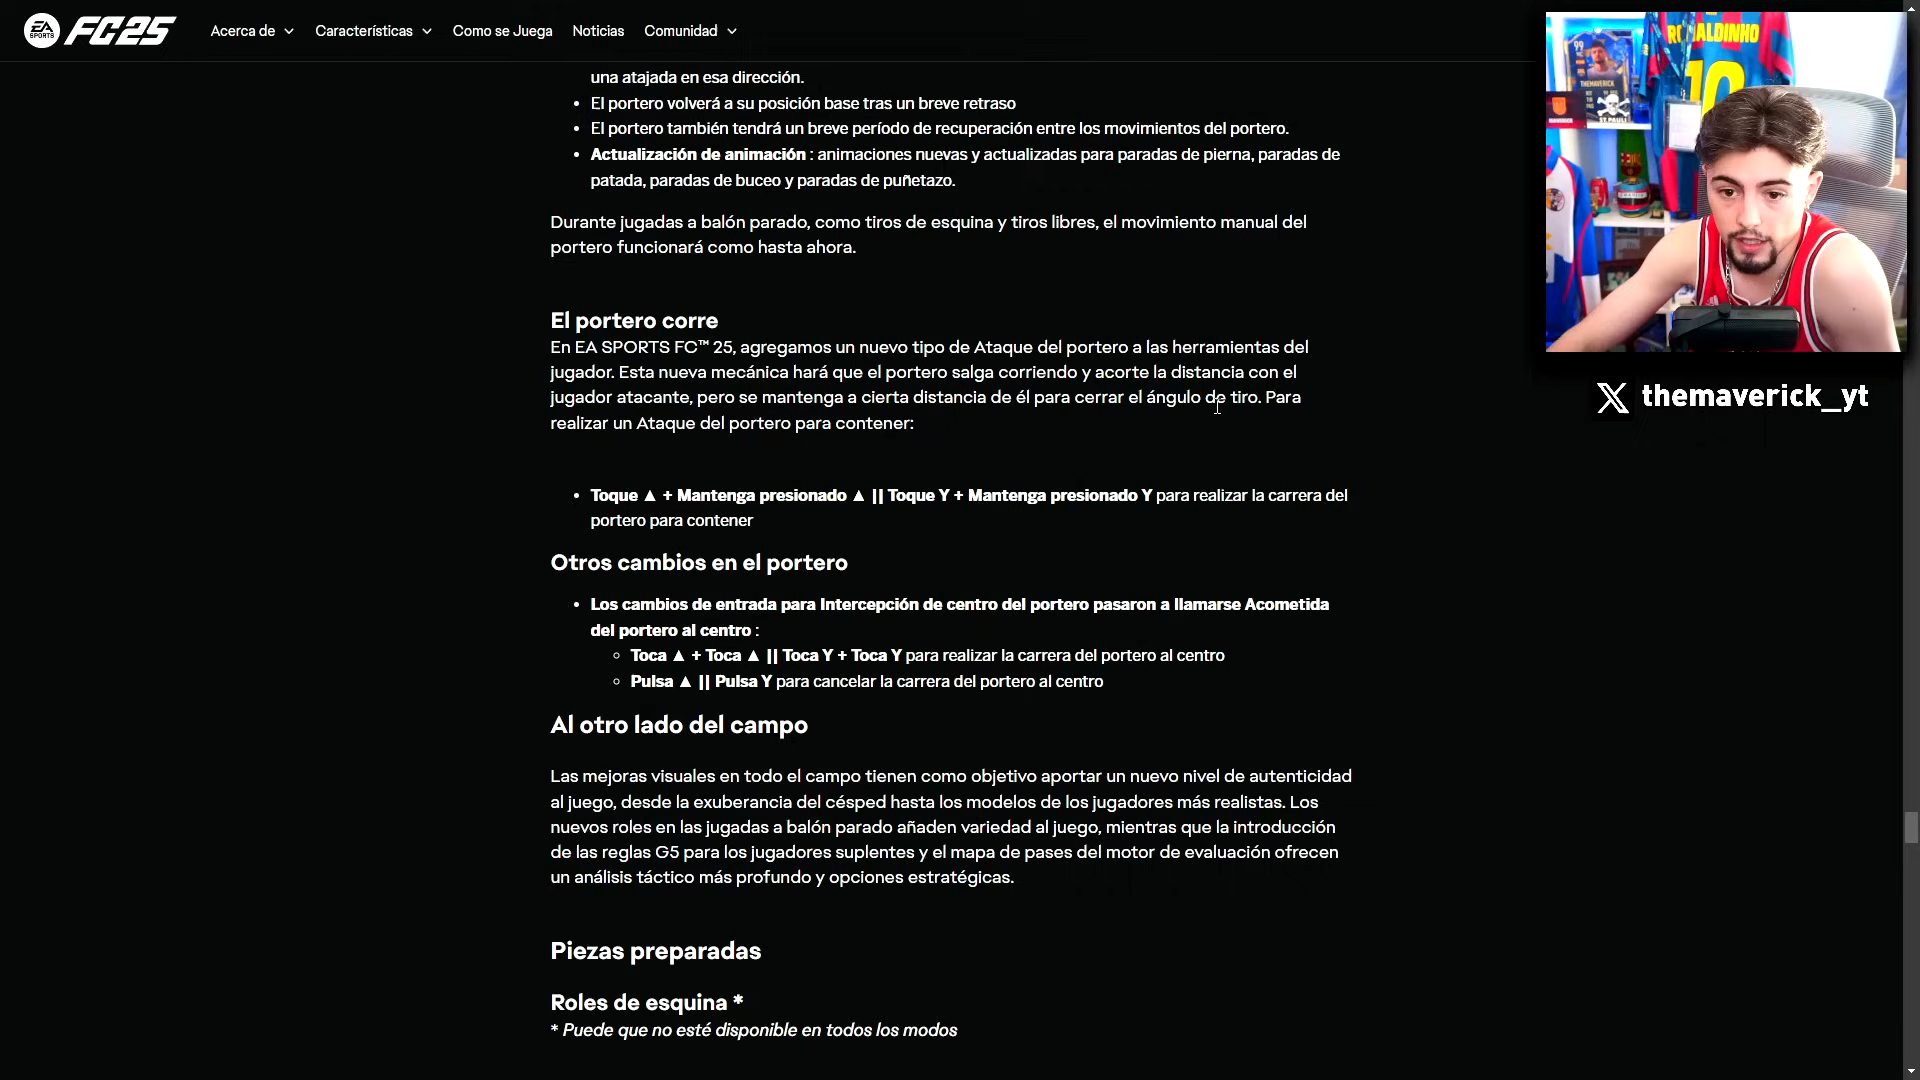 EA SPORTS FC25 Acerca de Características Como se Juega Noticias Comunidad
una atajada en esa dirección.
• El portero volverá a su posición base tras un breve retraso
• El portero también tendrá un breve período de recuperación entre los movimientos del portero.
• Actualización de animación : animaciones nuevas y actualizadas para paradas de pierna, paradas de
patada, paradas de buceo y paradas de puñetazo.
Durante jugadas a balón parado, como tiros de esquina y tiros libres, el movimiento manual del
portero funcionará como hasta ahora.
El portero corre
En EA SPORTS FC™ 25, agregamos un nuevo tipo de Ataque del portero a las herramientas del
jugador. Esta nueva mecánica hará que el portero salga corriendo y acorte la distancia con el
jugador atacante, pero se mantenga a cierta distancia de él para cerrar el ángulo de tiro. Para
realizar un Ataque del portero para contener:
• Toque ▲ + Mantenga presionado ▲ || Toque Y + Mantenga presionado Y para realizar la carrera del
portero para contener
Otros cambios en el portero
• Los cambios de entrada para Intercepción de centro del portero pasaron a llamarse Acometida
del portero al centro :
◦ Toca ▲ + Toca ▲ || Toca Y + Toca Y para realizar la carrera del portero al centro
◦ Pulsa ▲ || Pulsa Y para cancelar la carrera del portero al centro
Al otro lado del campo
Las mejoras visuales en todo el campo tienen como objetivo aportar un nuevo nivel de autenticidad
al juego, desde la exuberancia del césped hasta los modelos de los jugadores más realistas. Los
nuevos roles en las jugadas a balón parado añaden variedad al juego, mientras que la introducción
de las reglas G5 para los jugadores suplentes y el mapa de pases del motor de evaluación ofrecen
un análisis táctico más profundo y opciones estratégicas.
Piezas preparadas
Roles de esquina *
* Puede que no esté disponible en todos los modos
99
THEMAVERICK
ST. PAULI
10
themaverick_yt